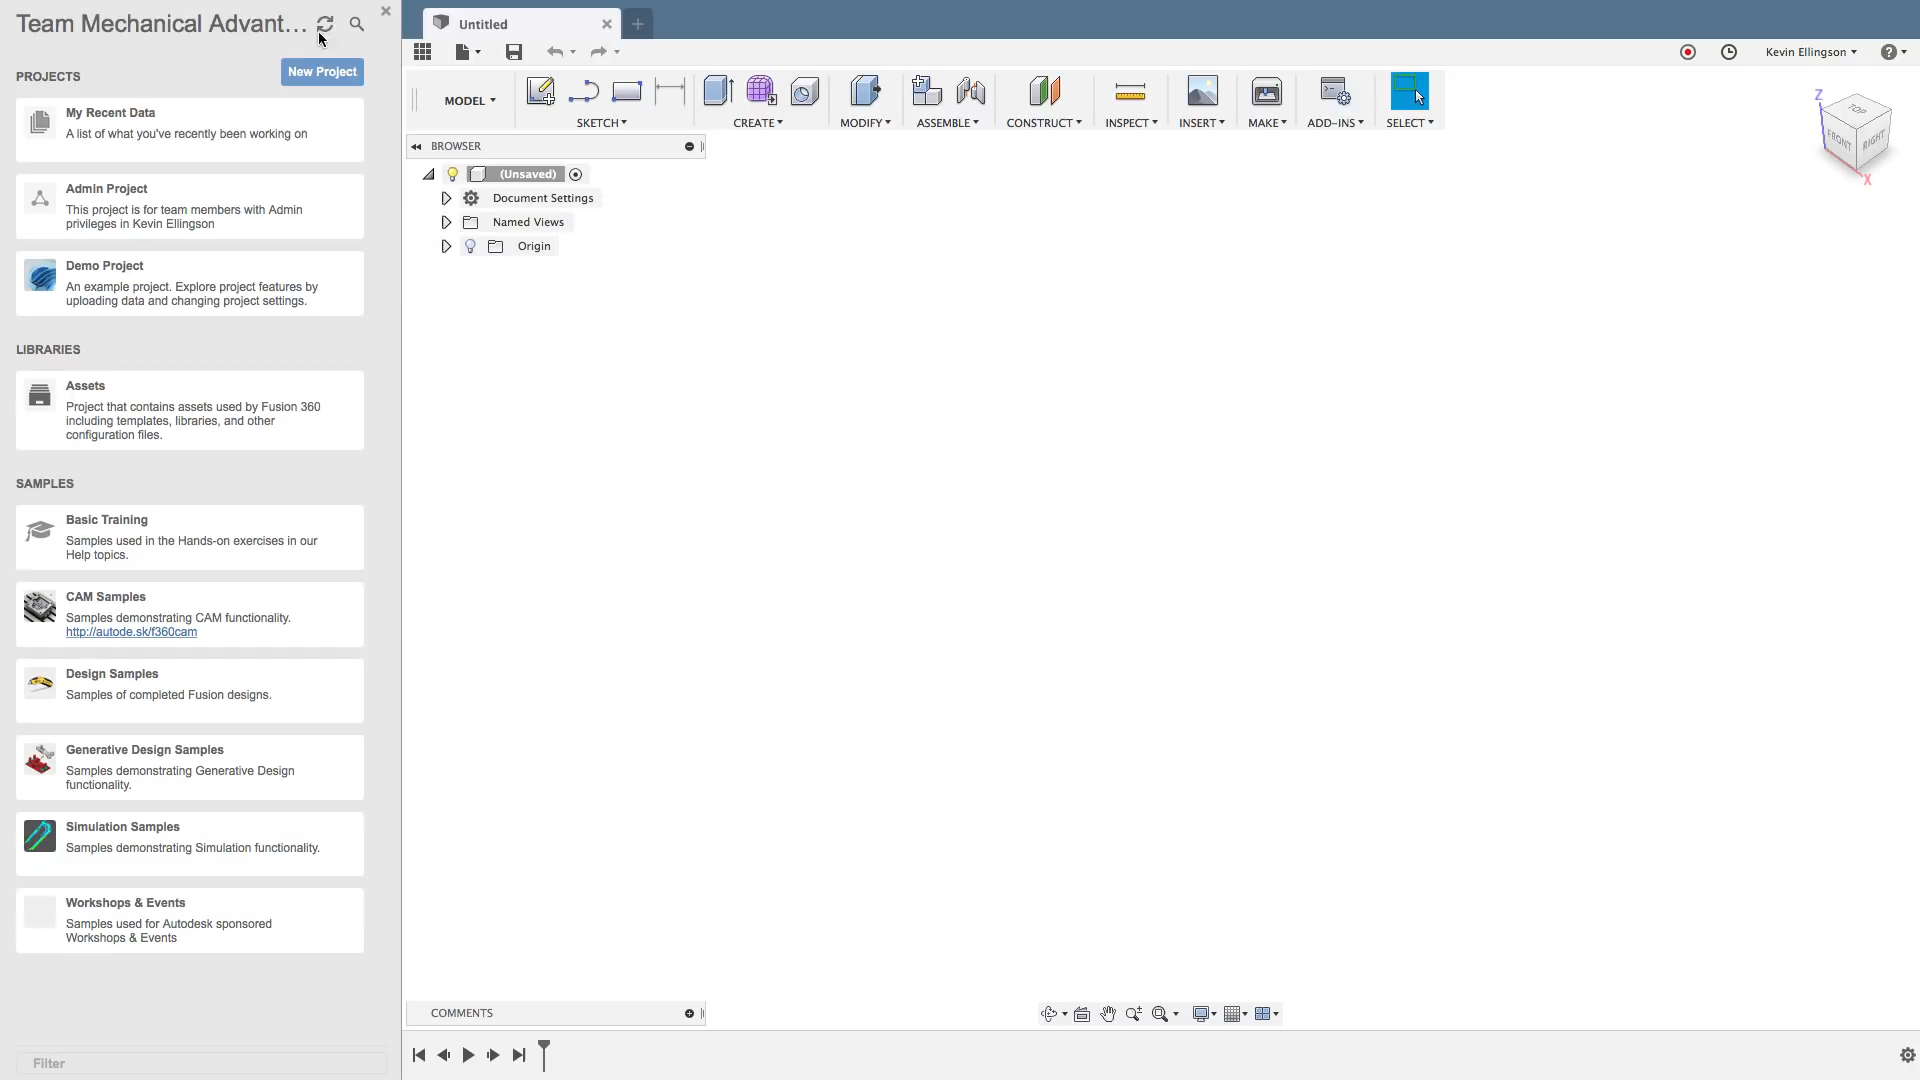 Team Mechanical Advant...
PROJECTS
New Project
My Recent Data
A list of what you've recently been working on
Admin Project
This project is for team members with Admin
privileges in Kevin Ellingson
Demo Project
An example project. Explore project features by
uploading data and changing project settings.
LIBRARIES
Assets
Project that contains assets used by Fusion 360
including templates, libraries, and other
configuration files.
SAMPLES
Basic Training
Samples used in the Hands-on exercises in our
Help topics.
CAM Samples
Samples demonstrating CAM functionality.
http://autode.sk/f360cam
Design Samples
Samples of completed Fusion designs.
Generative Design Samples
Samples demonstrating Generative Design
functionality.
Simulation Samples
Samples demonstrating Simulation functionality.
Workshops & Events
Samples used for Autodesk sponsored
Workshops & Events
Filter
Untitled
Kevin Ellingson
MODEL
SKETCH
CREATE
MODIFY
ASSEMBLE
CONSTRUCT
INSPECT
INSERT
MAKE
ADD-INS
SELECT
BROWSER
(Unsaved)
Document Settings
Named Views
Origin
Z
TOP
FRONT
RIGHT
X
COMMENTS